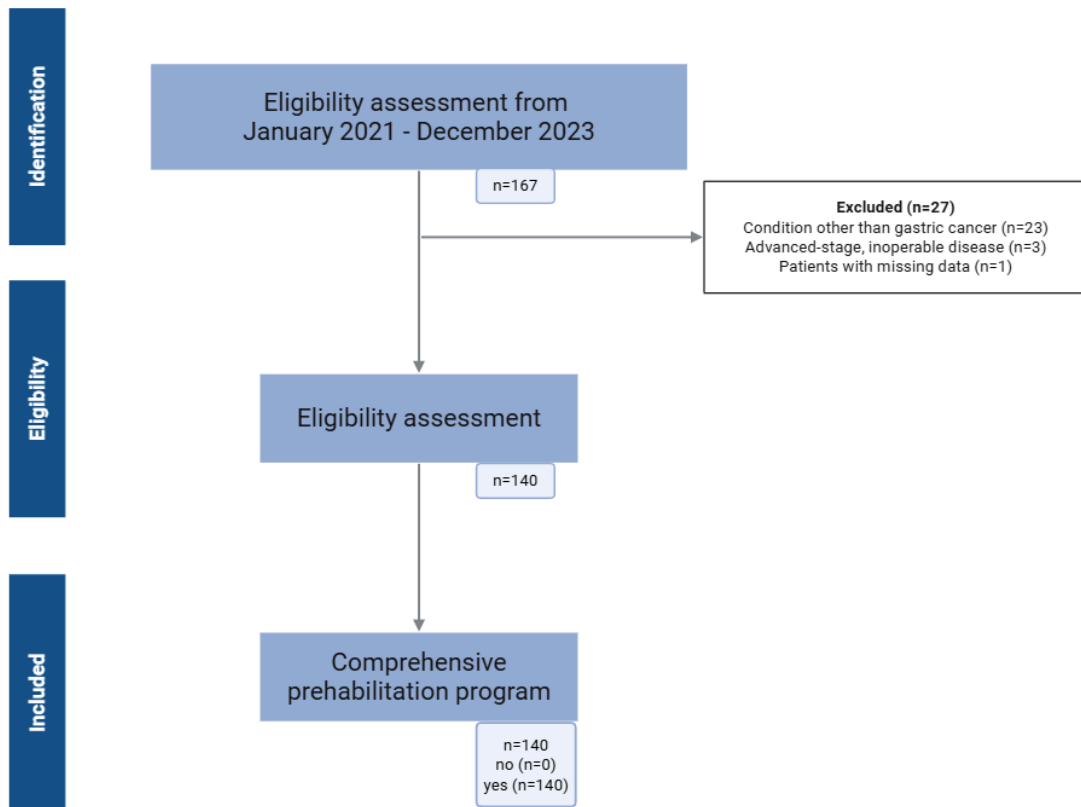 Identification
Eligibility assessment from
January 2021 - December 2023
n=167
Excluded (n=27)
Condition other than gastric cancer (n=23)
Advanced-stage, inoperable disease (n=3)
Patients with missing data (n=1)
Eligibility
Eligibility assessment
n=140
Included
Comprehensive
prehabilitation program
n=140
no (n=0)
yes (n=140)